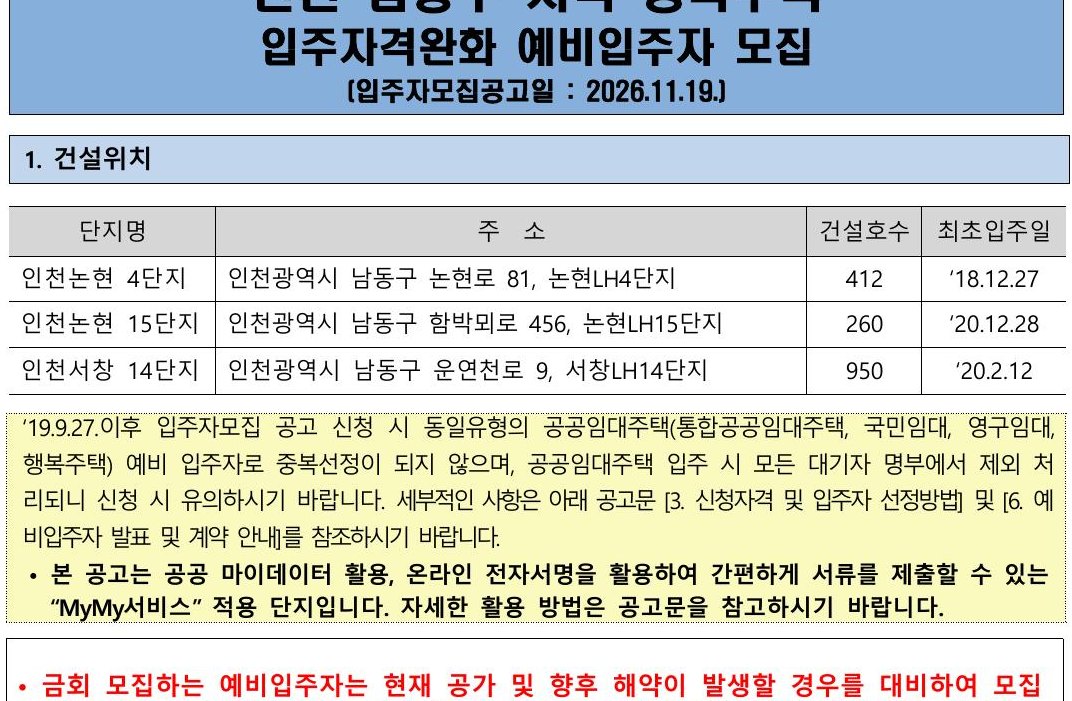 입주자격완화 예비입주자 모집
(입주자모집공고일 : 2026.11.19.)
1. 건설위치
단지명 주 소 건설호수 최초입주일
인천논현 4단지 인천광역시 남동구 논현로 81, 논현LH4단지 412 ‘18.12.27
인천논현 15단지 인천광역시 남동구 함박뫼로 456, 논현LH15단지 260 ‘20.12.28
인천서창 14단지 인천광역시 남동구 운연천로 9, 서창LH14단지 950 ‘20.2.12
‘19.9.27.이후 입주자모집 공고 신청 시 동일유형의 공공임대주택(통합공공임대주택, 국민임대, 영구임대,
행복주택) 예비 입주자로 중복선정이 되지 않으며, 공공임대주택 입주 시 모든 대기자 명부에서 제외 처
리되니 신청 시 유의하시기 바랍니다. 세부적인 사항은 아래 공고문 [3. 신청자격 및 입주자 선정방법] 및 [6. 예
비입주자 발표 및 계약 안내]를 참조하시기 바랍니다.
• 본 공고는 공공 마이데이터 활용, 온라인 전자서명을 활용하여 간편하게 서류를 제출할 수 있는
“MyMy서비스” 적용 단지입니다. 자세한 활용 방법은 공고문을 참고하시기 바랍니다.
• 금회 모집하는 예비입주자는 현재 공가 및 향후 해약이 발생할 경우를 대비하여 모집